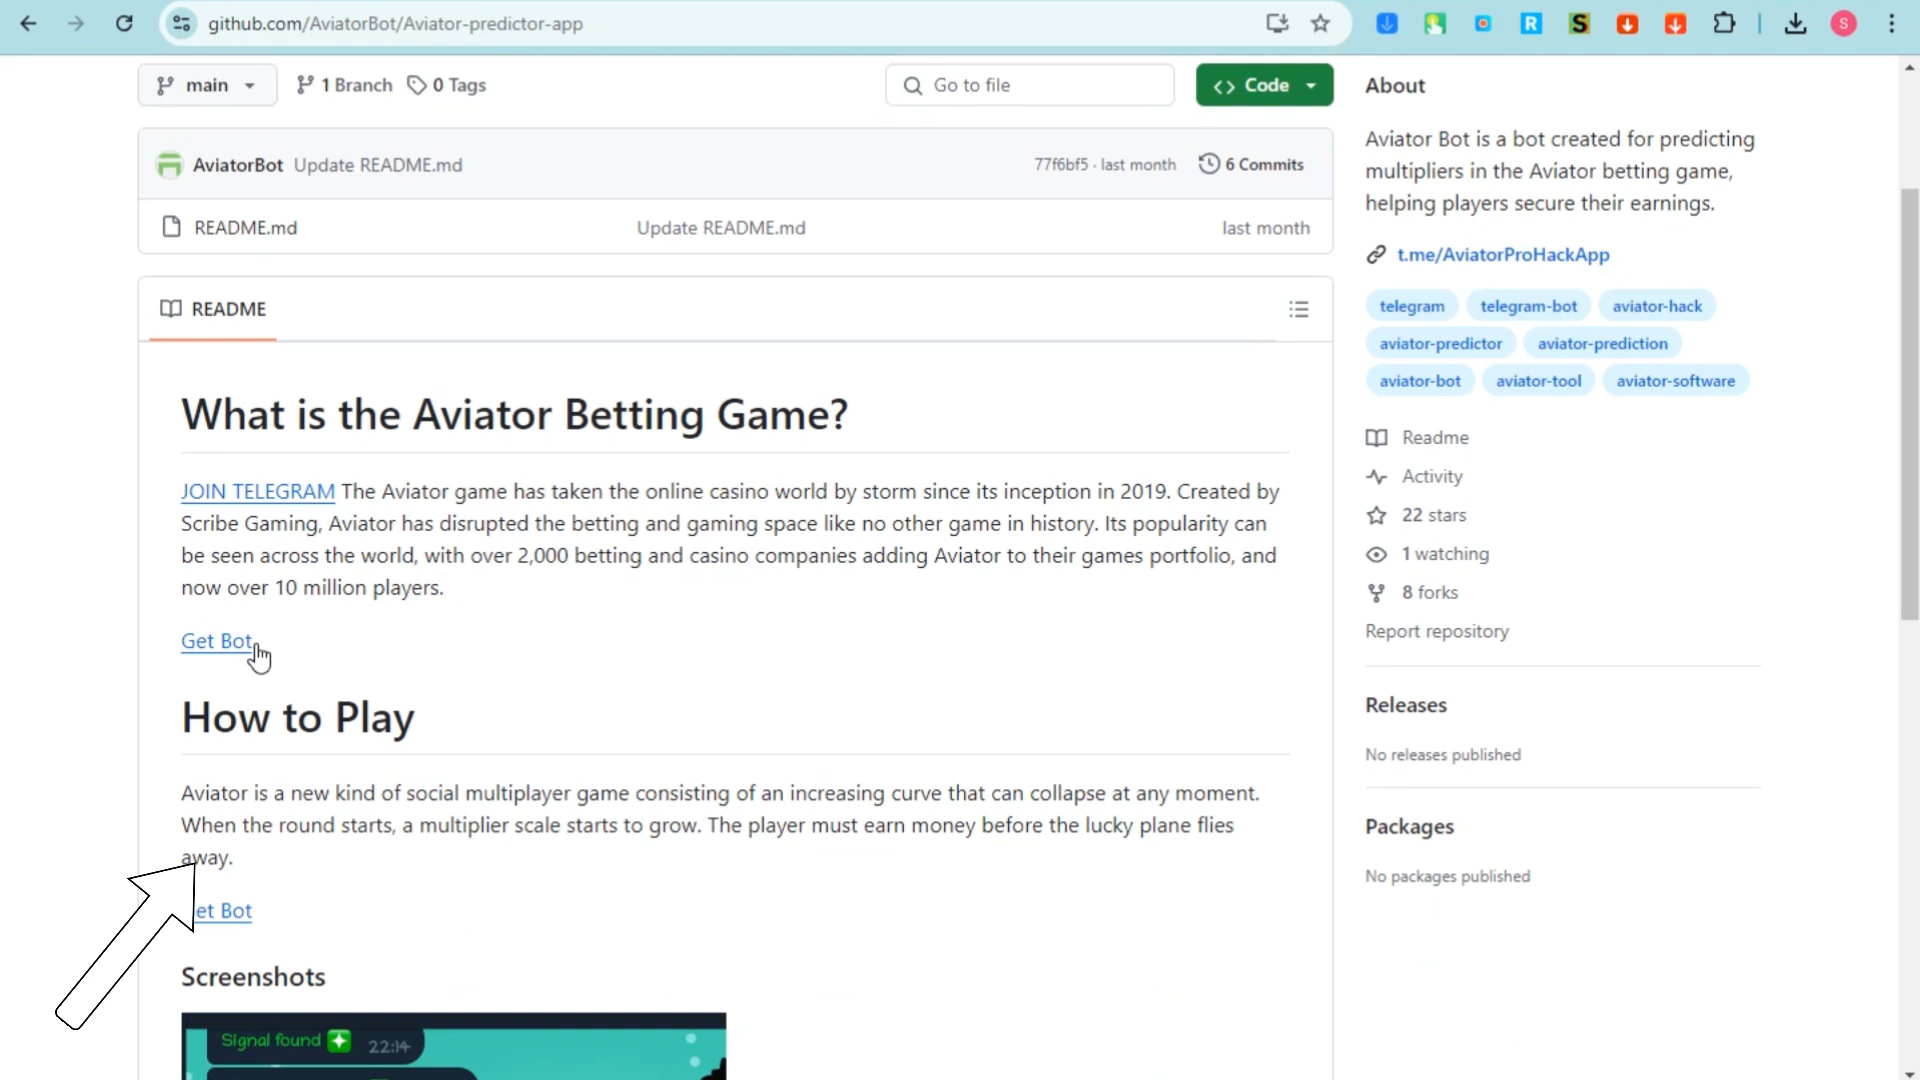 github.com/AviatorBot/Aviator-predictor-app
R
S
S
main
1 Branch
0 Tags
Go to file
<> Code
AviatorBot Update README.md
77f6bf5 · last month
6 Commits
README.md
Update README.md
last month
README
What is the Aviator Betting Game?
JOIN TELEGRAM The Aviator game has taken the online casino world by storm since its inception in 2019. Created by
Scribe Gaming, Aviator has disrupted the betting and gaming space like no other game in history. Its popularity can
be seen across the world, with over 2,000 betting and casino companies adding Aviator to their games portfolio, and
now over 10 million players.
Get Bot
How to Play
Aviator is a new kind of social multiplayer game consisting of an increasing curve that can collapse at any moment.
When the round starts, a multiplier scale starts to grow. The player must earn money before the lucky plane flies
away.
et Bot
Screenshots
Signal found
22:14
About
Aviator Bot is a bot created for predicting
multipliers in the Aviator betting game,
helping players secure their earnings.
t.me/AviatorProHackApp
telegram telegram-bot aviator-hack
aviator-predictor aviator-prediction
aviator-bot aviator-tool aviator-software
Readme
Activity
22 stars
1 watching
8 forks
Report repository
Releases
No releases published
Packages
No packages published